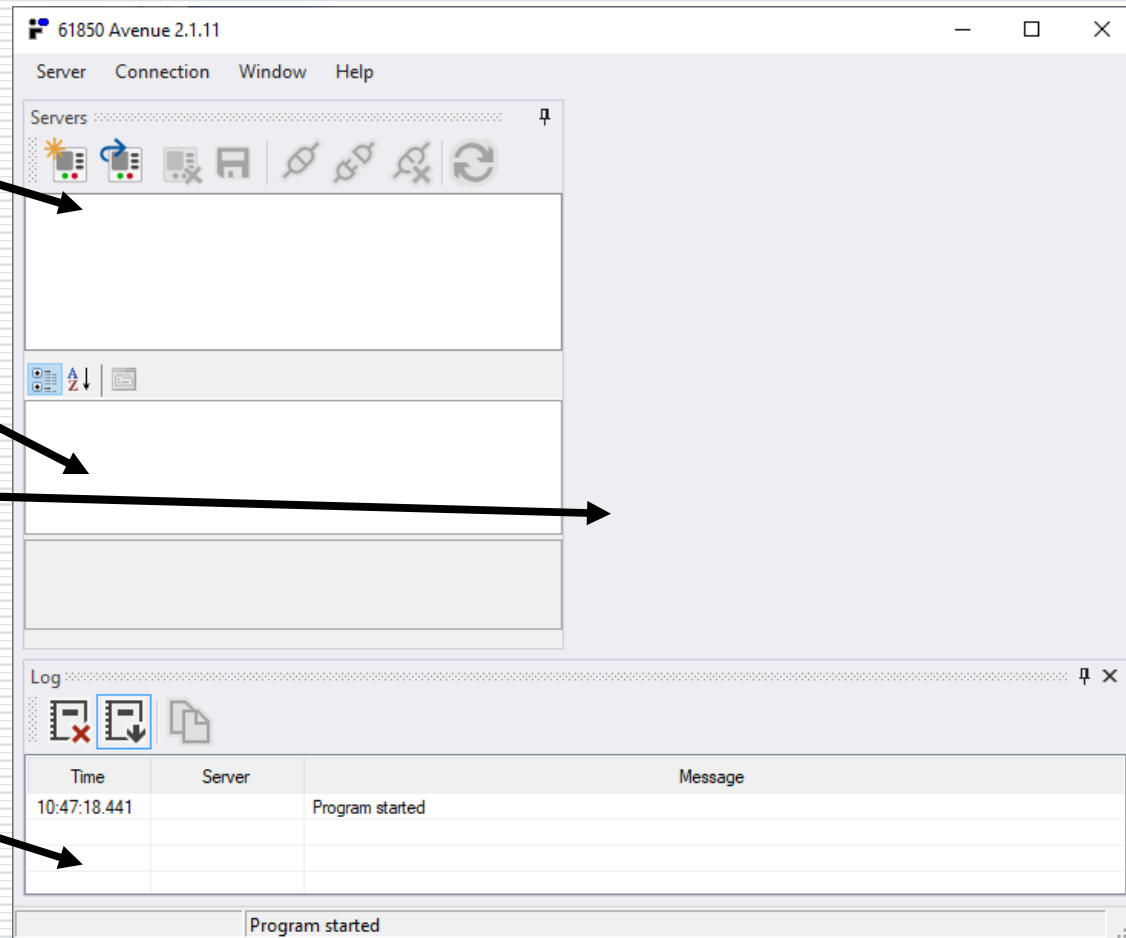 61850 Avenue 2.1.11
Server Connection Window Help
Servers
Log
Time Server Message
10:47:18.441 Program started
Program started